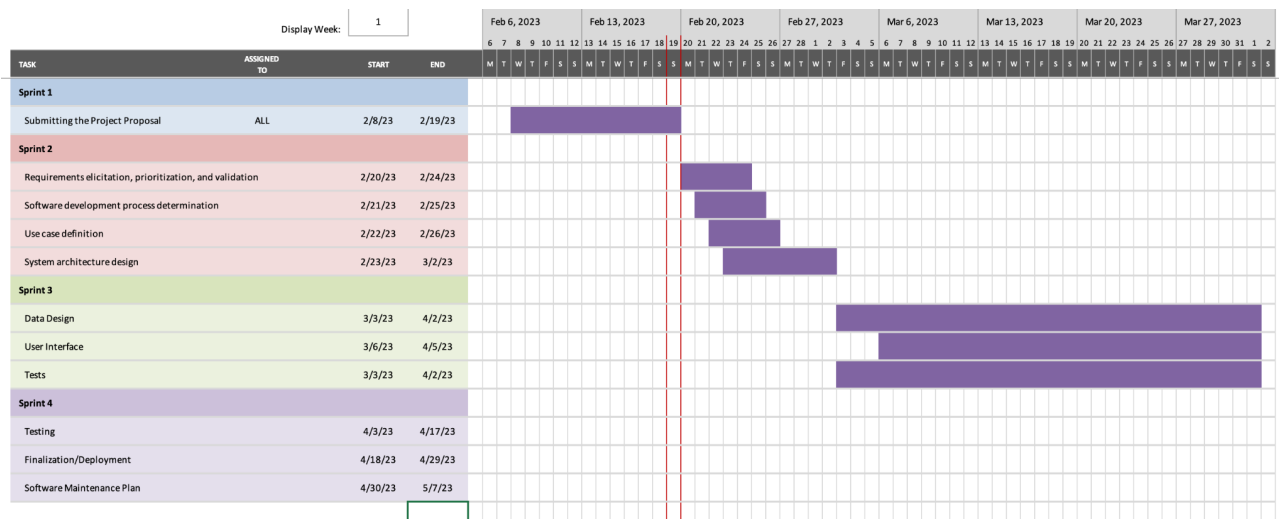 Display Week: 1 Feb 6, 2023 Feb 13, 2023 Feb 20, 2023 Feb 27, 2023 Mar 6, 2023 Mar 13, 2023 Mar 20, 2023 Mar 27, 2023
6 7 8 9 10 11 12 13 14 15 16 17 18 19 20 21 22 23 24 25 26 27 28 1 2 3 4 5 6 7 8 9 10 11 12 13 14 15 16 17 18 19 20 21 22 23 24 25 26 27 28 29 30 31 1 2
TASK ASSIGNED TO START END M T W T F S S M T W T F S S M T W T F S S M T W T F S S M T W T F S S M T W T F S S M T W T F S S M T W T F S S
Sprint 1
Submitting the Project Proposal ALL 2/8/23 2/19/23
Sprint 2
Requirements elicitation, prioritization, and validation 2/20/23 2/24/23
Software development process determination 2/21/23 2/25/23
Use case definition 2/22/23 2/26/23
System architecture design 2/23/23 3/2/23
Sprint 3
Data Design 3/3/23 4/2/23
User Interface 3/6/23 4/5/23
Tests 3/3/23 4/2/23
Sprint 4
Testing 4/3/23 4/17/23
Finalization/Deployment 4/18/23 4/29/23
Software Maintenance Plan 4/30/23 5/7/23